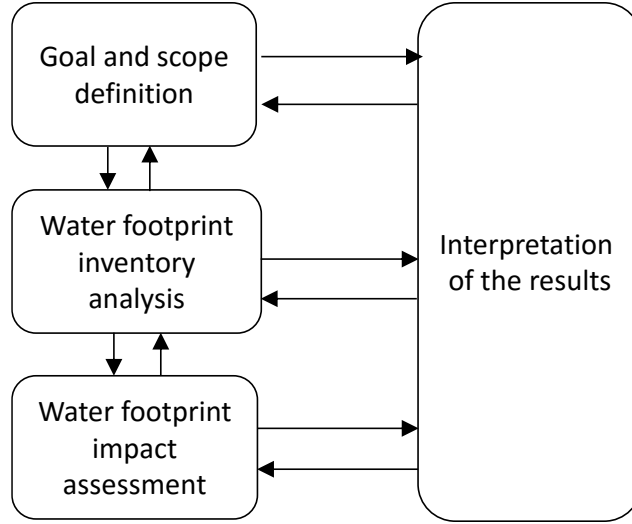 Goal and scope
definition
Water footprint
inventory
analysis
Water footprint
impact
assessment
Interpretation
of the results